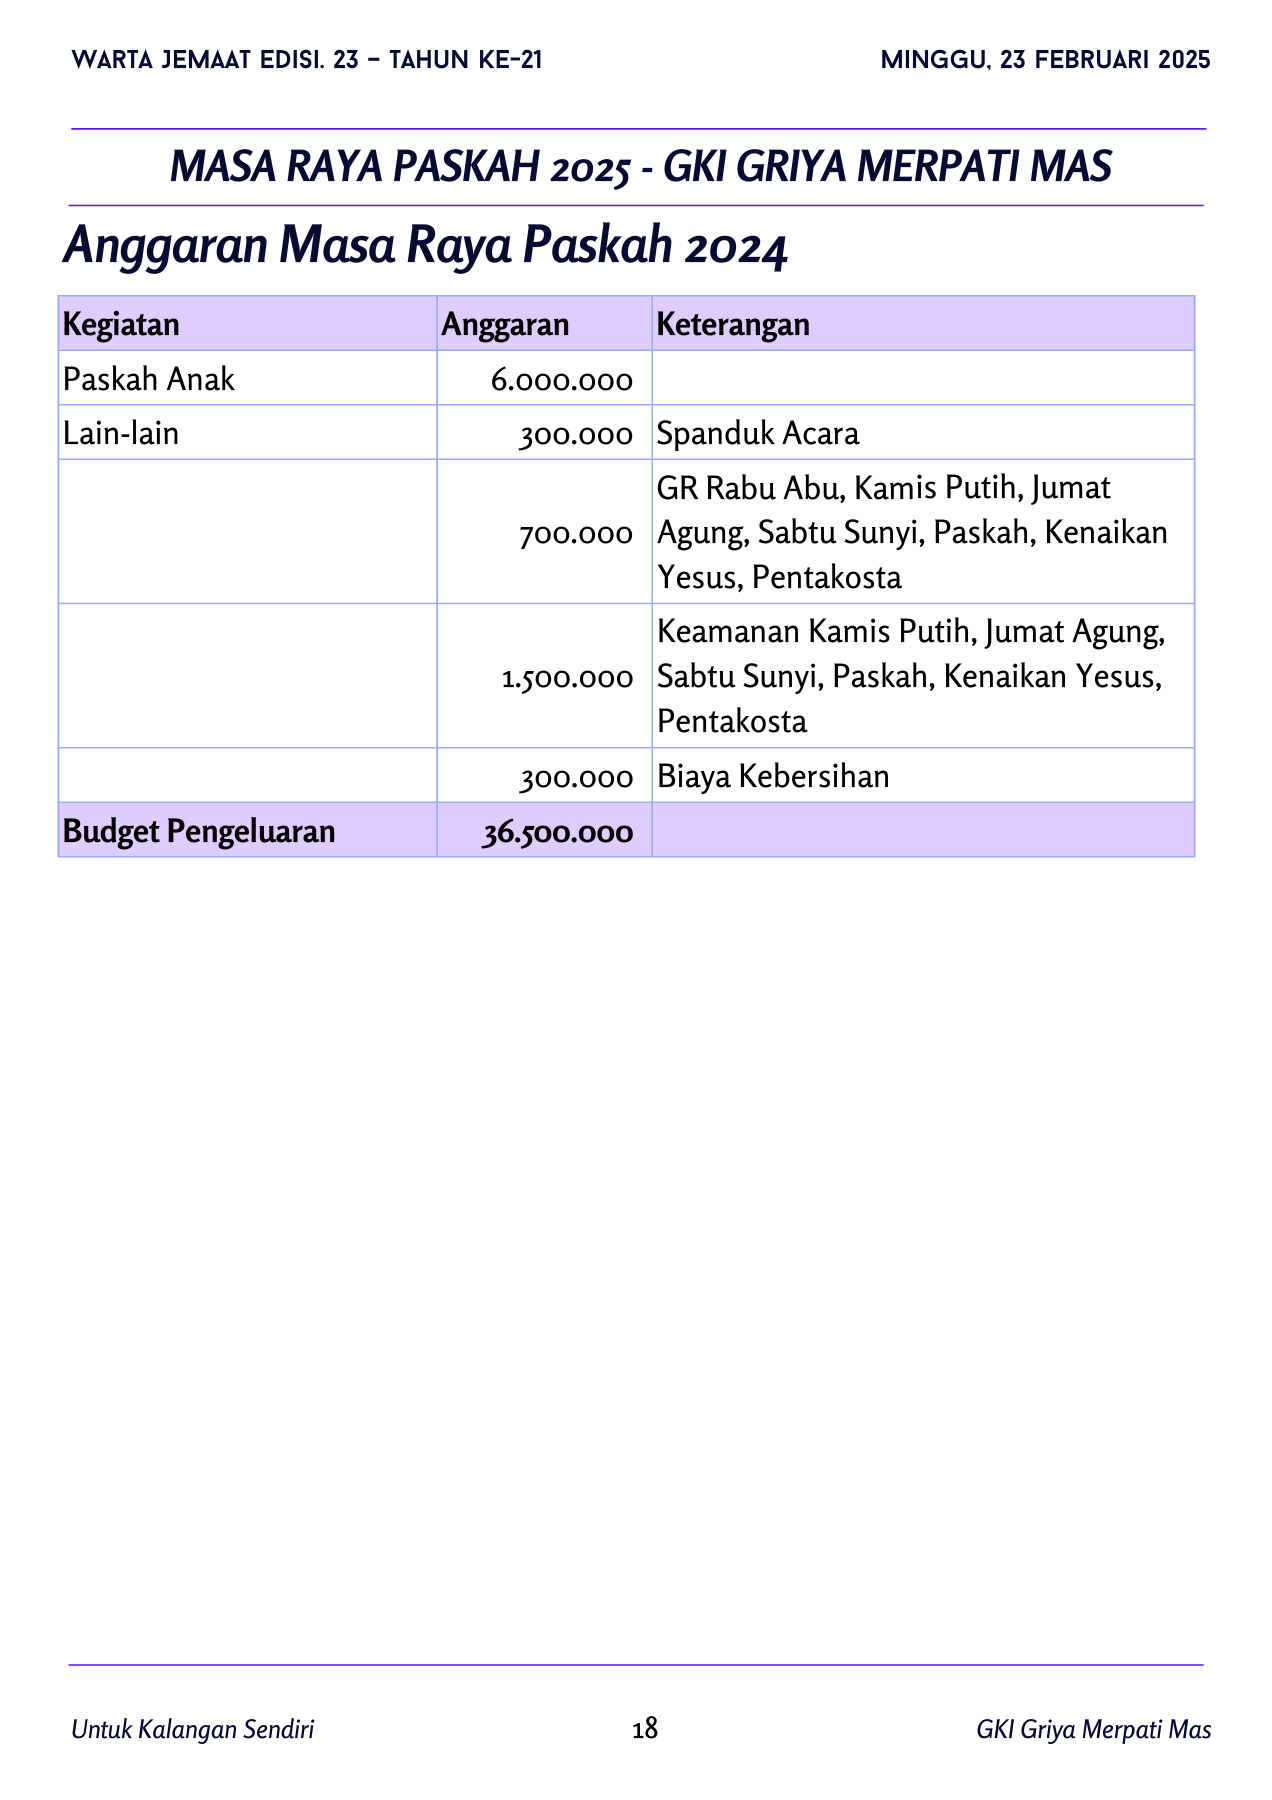 WARTA JEMAAT EDISI. 23 – TAHUN KE-21 MINGGU, 23 FEBRUARI 2025
MASA RAYA PASKAH 2025 - GKI GRIYA MERPATI MAS
Anggaran Masa Raya Paskah 2024
Kegiatan Anggaran Keterangan
Paskah Anak 6.000.000
Lain-lain 300.000 Spanduk Acara
700.000 GR Rabu Abu, Kamis Putih, Jumat
Agung, Sabtu Sunyi, Paskah, Kenaikan
Yesus, Pentakosta
1.500.000 Keamanan Kamis Putih, Jumat Agung,
Sabtu Sunyi, Paskah, Kenaikan Yesus,
Pentakosta
300.000 Biaya Kebersihan
Budget Pengeluaran 36.500.000
Untuk Kalangan Sendiri 18 GKI Griya Merpati Mas